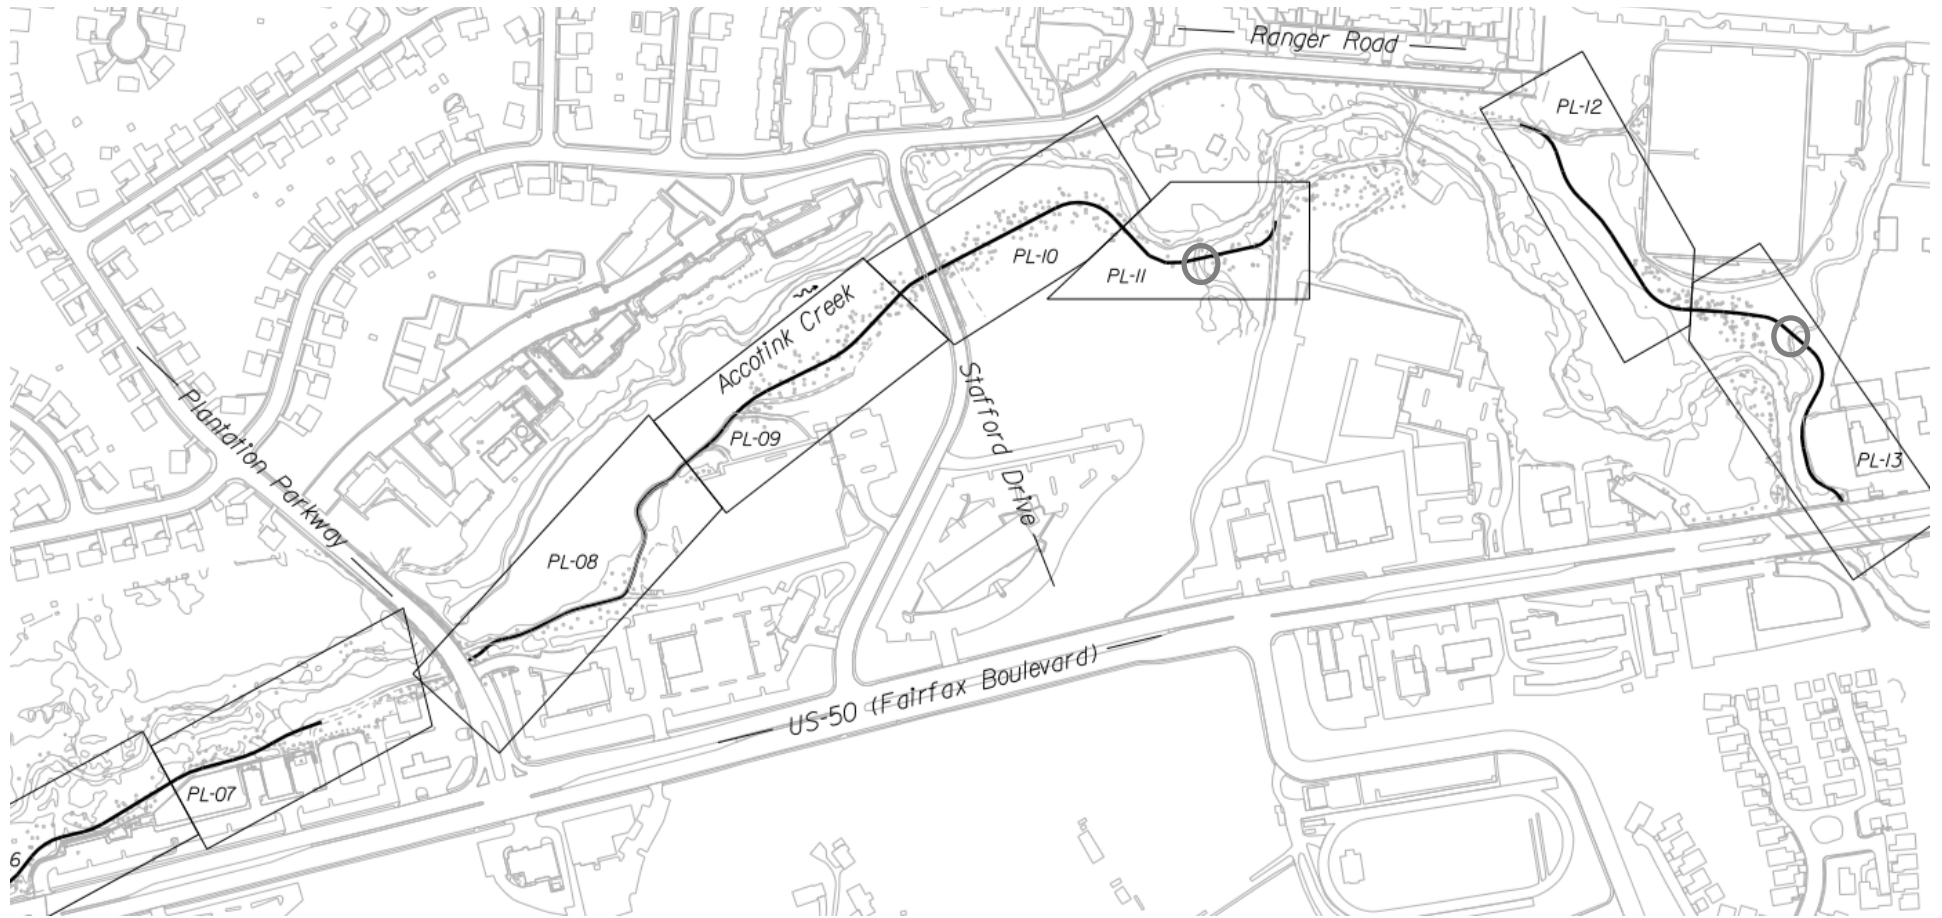 Ranger Road
PL-12
PL-10
PL-11
Accotink Creek
Stafford Drive
PL-09
Plantation Parkway
PL-13
PL-08
US-50 (Fairfax Boulevard)
PL-07
6